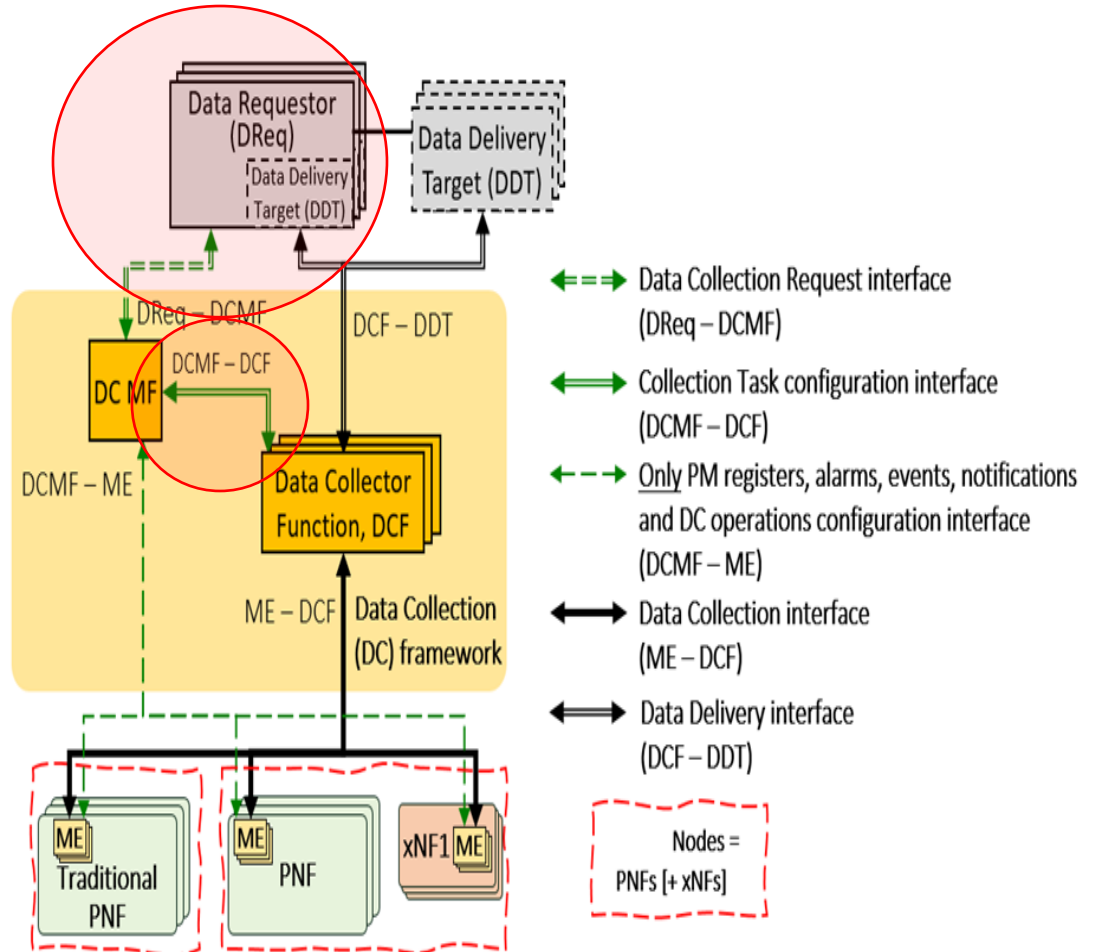 Data Requestor
(DReq)
Data Delivery
Target (DDT)
Data Delivery
Target (DDT)
DReq – DCMF
DCF – DDT
DCMF – DCF
DC MF
DCMF – ME
Data Collector
Function, DCF
ME – DCF
Data Collection
(DC) framework
ME
Traditional
PNF
ME
PNF
xNF1
ME
Data Collection Request interface
(DReq – DCMF)
Collection Task configuration interface
(DCMF – DCF)
Only PM registers, alarms, events, notifications
and DC operations configuration interface
(DCMF – ME)
Data Collection interface
(ME – DCF)
Data Delivery interface
(DCF – DDT)
Nodes =
PNFs [+ xNFs]